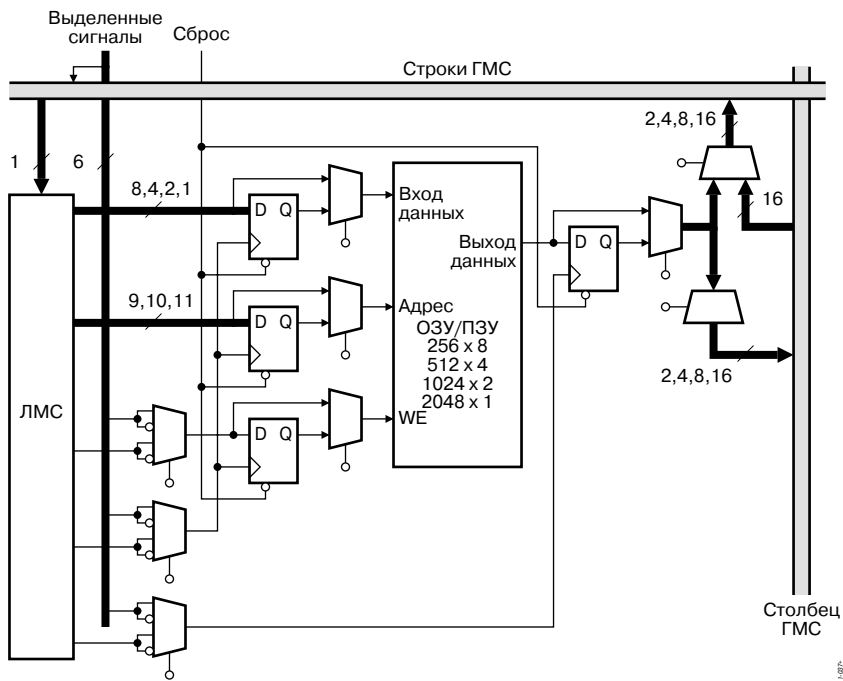 Выделенные
сигналы
Сброс
Строки ГМС
2,4,8,16
1
6
8,4,2,1
D Q
Вход
данных
16
Выход
данных
D Q
9,10,11
D Q
Адрес
ОЗУ/ПЗУ
256 x 8
512 x 4
1024 x 2
2048 x 1
2,4,8,16
ЛМС
D Q
WE
Столбец
ГМС